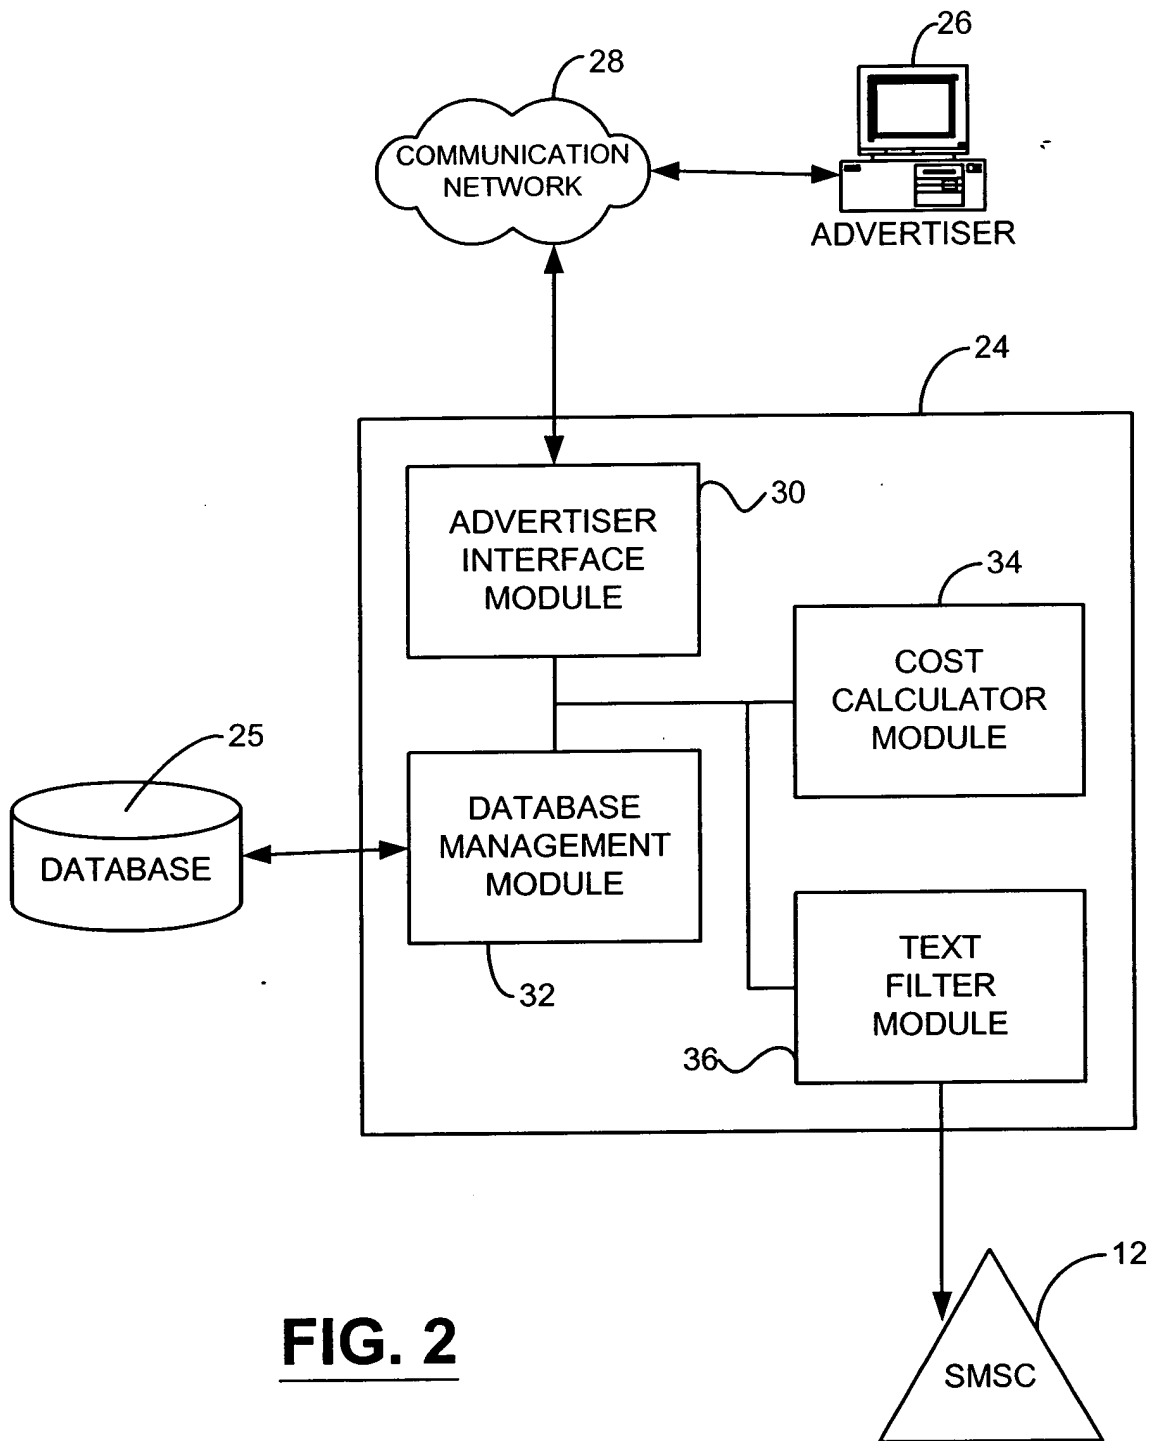 26
28
COMMUNICATION
NETWORK
ADVERTISER
24
ADVERTISER
INTERFACE
MODULE
30
34
COST
CALCULATOR
MODULE
25
DATABASE
DATABASE
MANAGEMENT
MODULE
32
TEXT
FILTER
MODULE
36
12
SMSC
FIG. 2